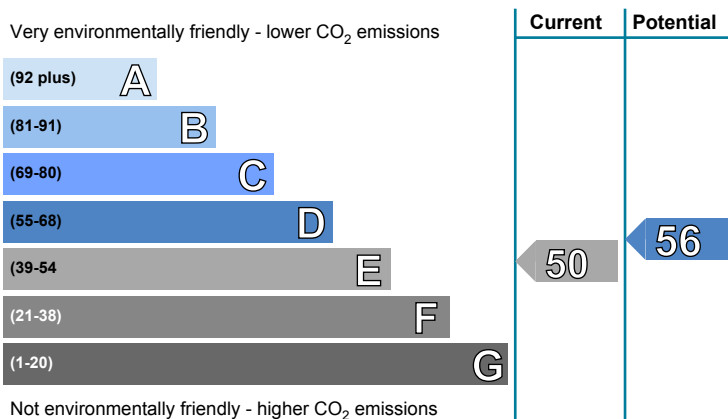 Current Potential
Very environmentally friendly - lower CO2 emissions
(92 plus) A
(81-91) B
(69-80) C
(55-68) D
56
(39-54 E
50
(21-38) F
(1-20) G
Not environmentally friendly - higher CO2 emissions